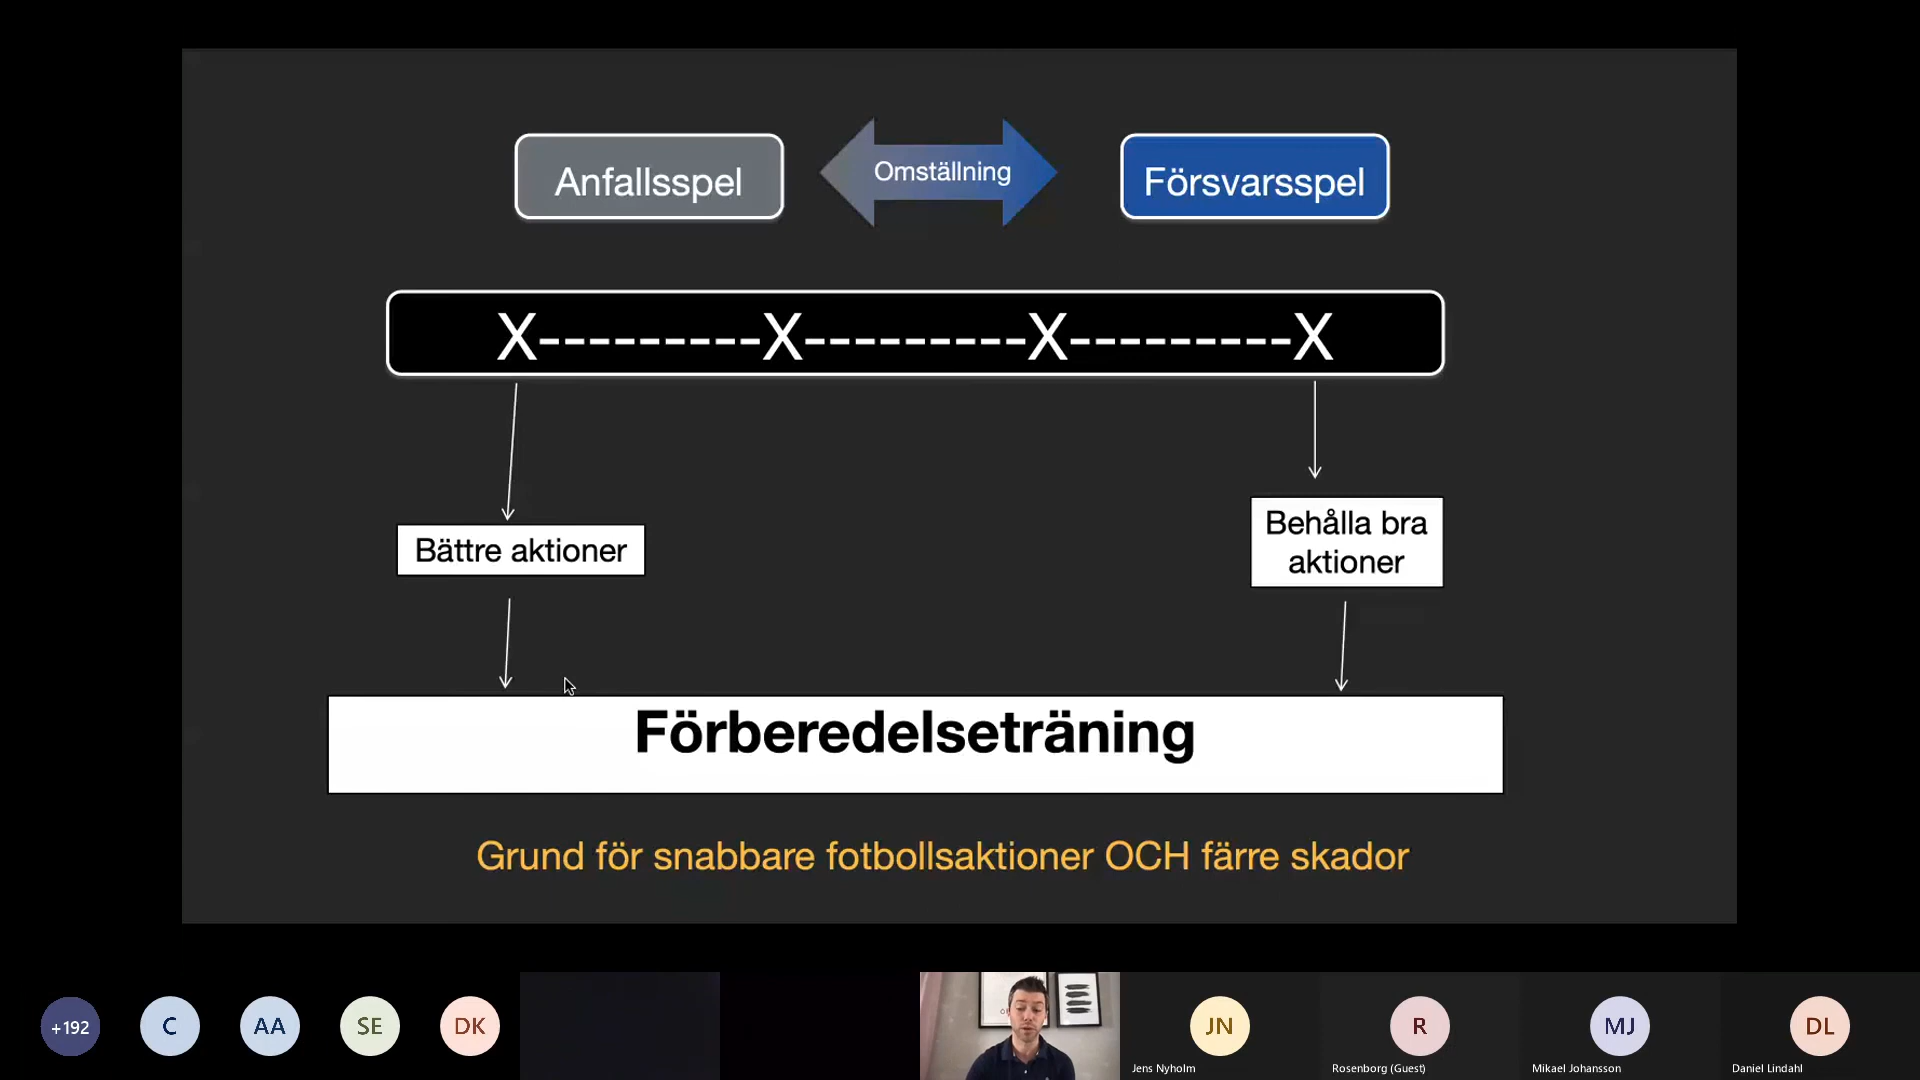 Anfallsspel
Omställning
Försvarsspel
X---------X---------X---------X
Bättre aktioner
Behålla bra
aktioner
Förberedelseträning
Grund för snabbare fotbollsaktioner OCH färre skador
+192
C
AA
SE
DK
JN
R
MJ
DL
Jens Nyholm
Rosenborg (Guest)
Mikael Johansson
Daniel Lindahl